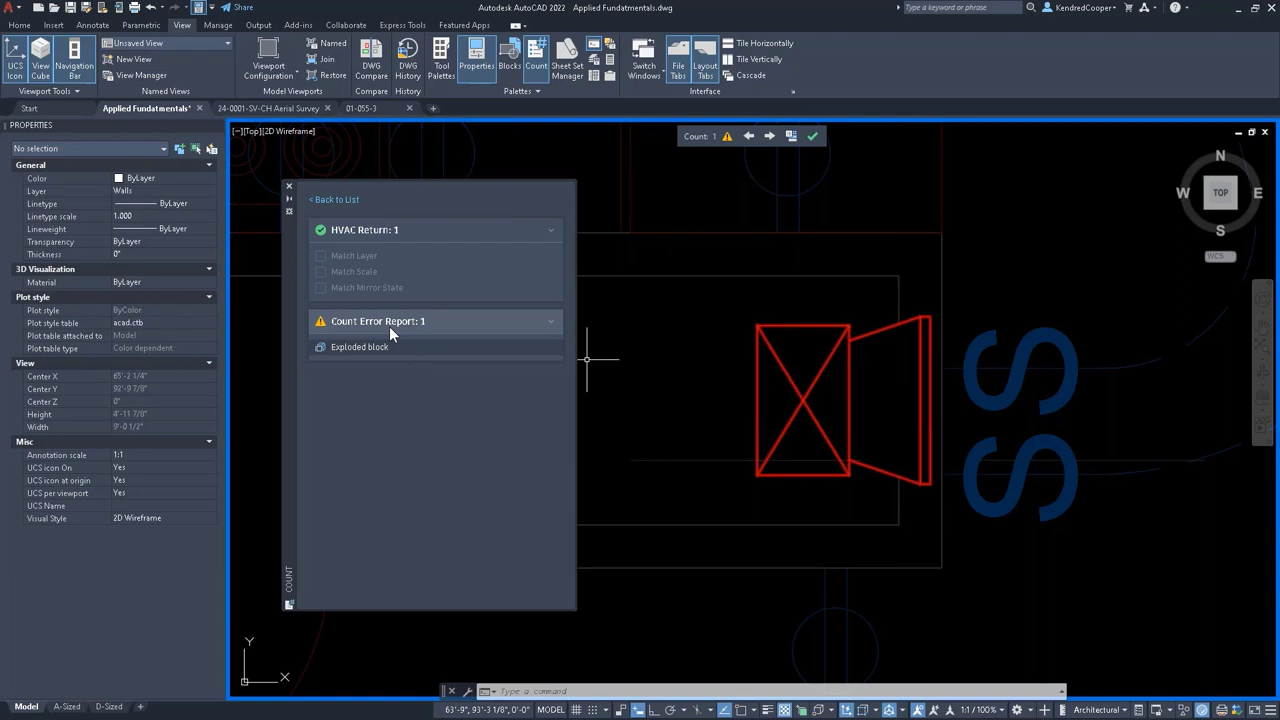 Share
Autodesk AutoCAD 2022   Applied Fundatmentals.dwg
Type a keyword or phrase
KendredCooper
Home
Insert
Annotate
Parametric
View
Manage
Output
Add-ins
Collaborate
Express Tools
Featured Apps
UCS Icon
View Cube
Navigation Bar
Viewport Tools
Unsaved View
New View
View Manager
Named Views
Viewport Configuration
Named
Join
Restore
Model Viewports
DWG Compare
Compare
DWG History
History
Tool Palettes
Properties
Blocks
Count
Sheet Set Manager
Palettes
Switch Windows
File Tabs
Layout Tabs
Tile Horizontally
Tile Vertically
Cascade
Interface
Start
Applied Fundatmentals*
24-0001-SV-CH Aerial Survey
01-055-3
PROPERTIES
No selection
General
Color ByLayer
Layer Walls
Linetype ByLayer
Linetype scale 1.000
Lineweight ByLayer
Transparency ByLayer
Thickness 0"
3D Visualization
Material ByLayer
Plot style
Plot style ByColor
Plot style table acad.ctb
Plot table attached to Model
Plot table type Color dependent
View
Center X 65'-2 1/4"
Center Y 92'-9 7/8"
Center Z 0"
Height 4'-11 7/8"
Width 9'-0 1/2"
Misc
Annotation scale 1:1
UCS icon On Yes
UCS icon at origin Yes
UCS per viewport Yes
UCS Name
Visual Style 2D Wireframe
[−][Top][2D Wireframe]
Count: 1
N
W TOP E
S
WCS
< Back to List
HVAC Return: 1
Match Layer
Match Scale
Match Mirror State
Count Error Report: 1
Exploded block
COUNT
S
S
Y
X
Type a command
Model
A-Sized
D-Sized
63'-9", 93'-3 1/8", 0'-0"
MODEL
1:1 / 100%
Architectural